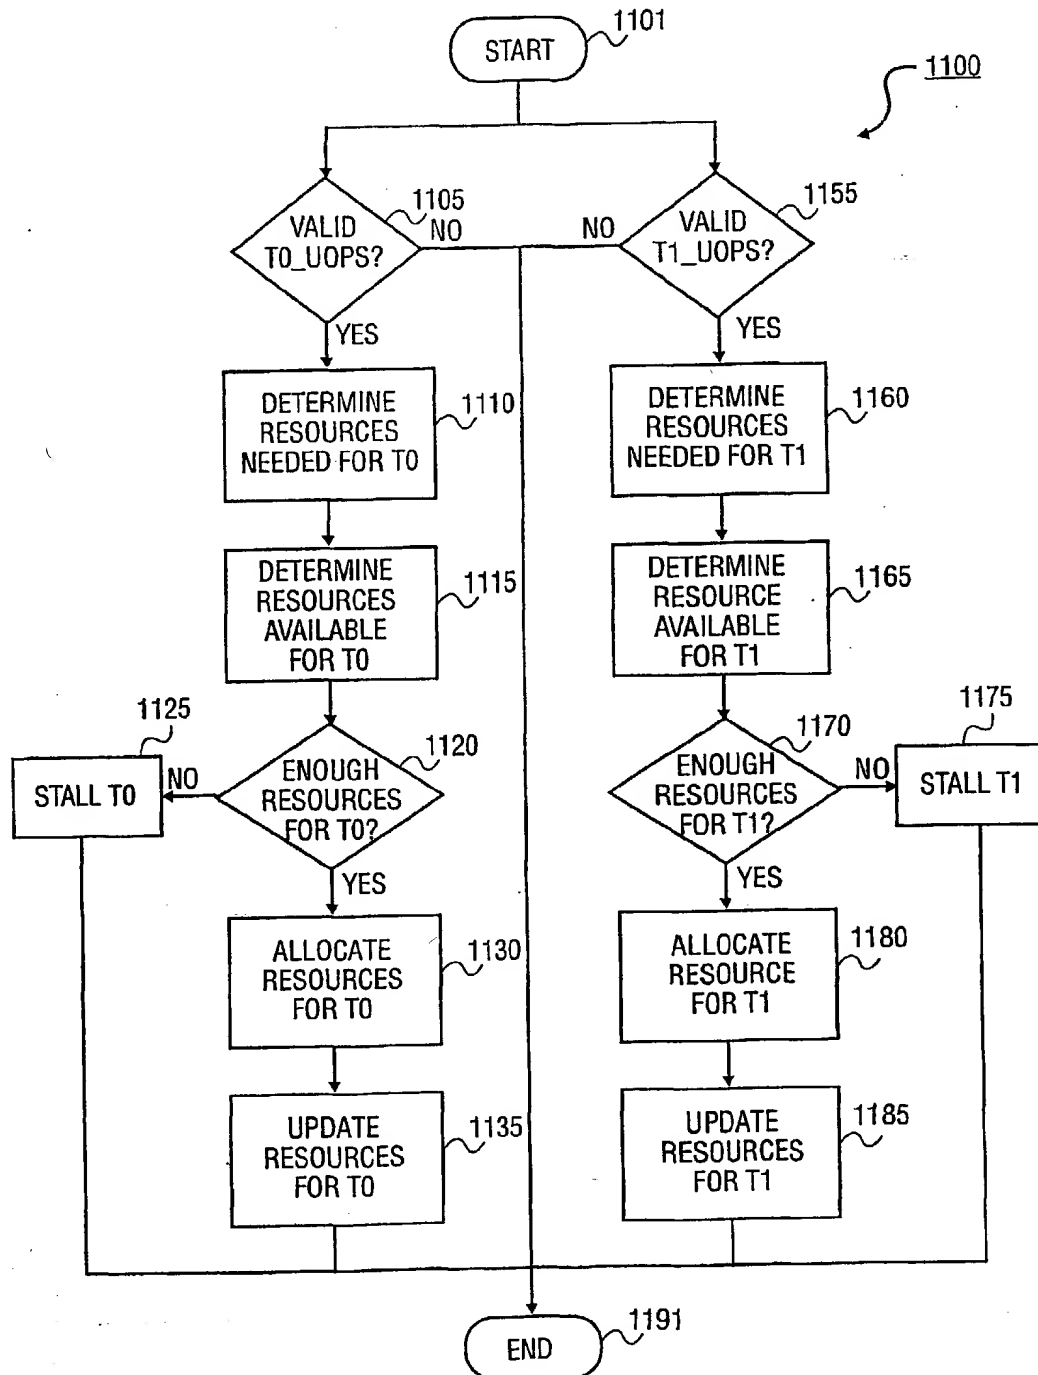 1101
START
1100
1105
VALID
T0_UOPS?
NO
YES
1155
VALID
T1_UOPS?
NO
YES
DETERMINE
RESOURCES
NEEDED FOR T0
1110
DETERMINE
RESOURCES
NEEDED FOR T1
1160
DETERMINE
RESOURCES
AVAILABLE
FOR T0
1115
DETERMINE
RESOURCE
AVAILABLE
FOR T1
1165
1125
STALL T0
NO
1120
ENOUGH
RESOURCES
FOR T0?
YES
1170
ENOUGH
RESOURCES
FOR T1?
NO
YES
1175
STALL T1
ALLOCATE
RESOURCES
FOR T0
1130
ALLOCATE
RESOURCE
FOR T1
1180
UPDATE
RESOURCES
FOR T0
1135
UPDATE
RESOURCES
FOR T1
1185
END
1191